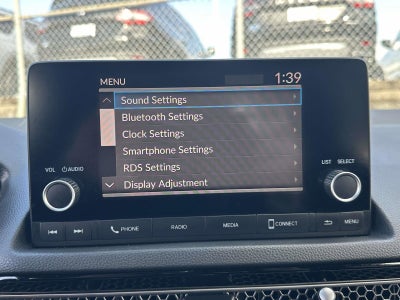 MENU 1:39
Sound Settings
Bluetooth Settings
Clock Settings
Smartphone Settings
RDS Settings
Display Adjustment
VOL AUDIO
LIST SELECT
PHONE RADIO MEDIA CONNECT MENU